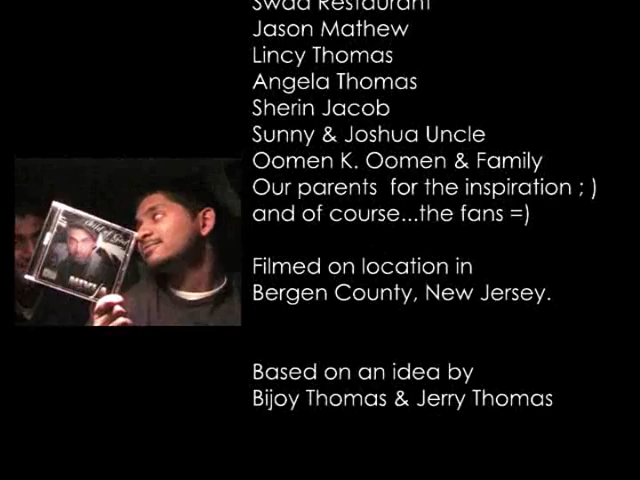 Swad Restaurant
Jason Mathew
Lincy Thomas
Angela Thomas
Sherin Jacob
Sunny & Joshua Uncle
Oomen K. Oomen & Family
Our parents  for the inspiration ; )
and of course...the fans =)
Filmed on location in
Bergen County, New Jersey.
Based on an idea by
Bijoy Thomas & Jerry Thomas